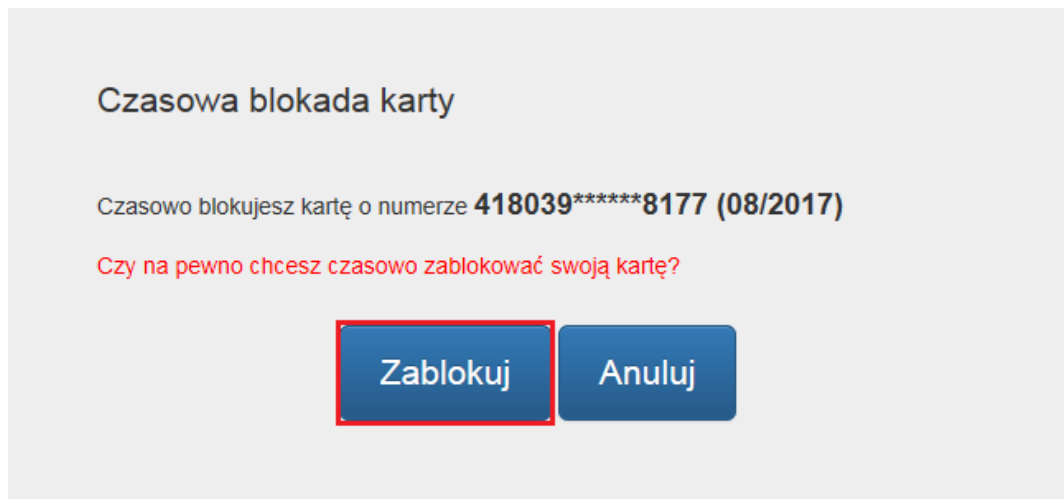 Czasowa blokada karty
Czasowo blokujesz kartę o numerze 418039******8177 (08/2017)
Czy na pewno chcesz czasowo zablokować swoją kartę?
Zablokuj Anuluj